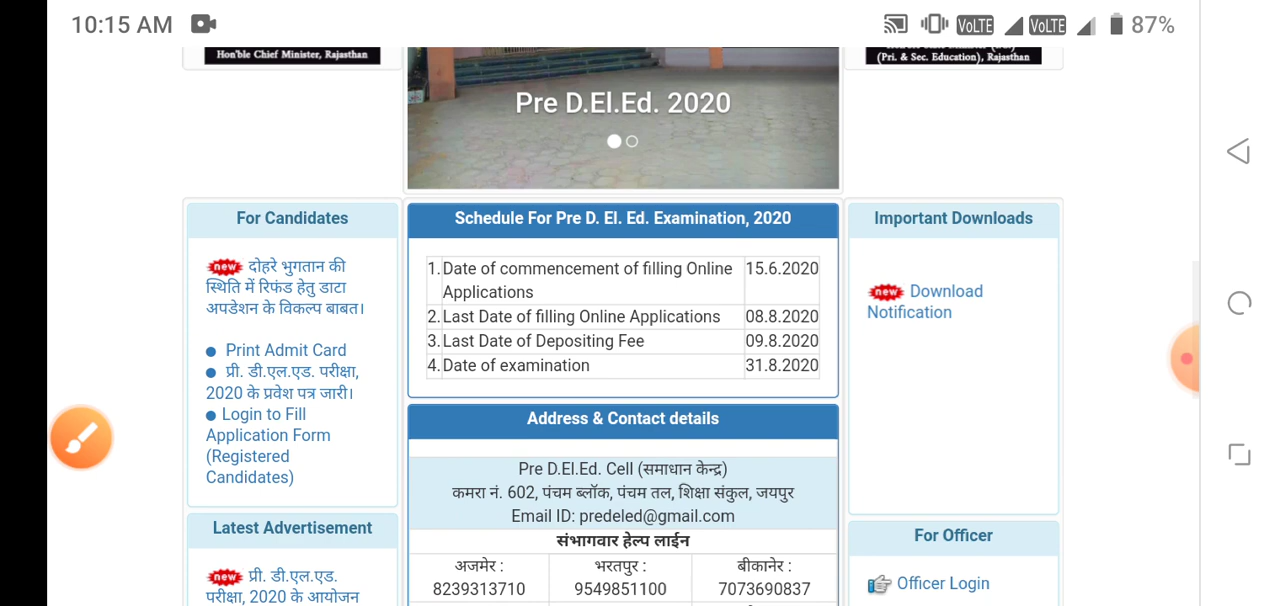 10:15 AM
VoLTE VoLTE 87%
Hon'ble Chief Minister, Rajasthan
(Pri. & Sec. Education), Rajasthan
Pre D.El.Ed. 2020
For Candidates
new दोहरे भुगतान की
स्थिति में रिफंड हेतु डाटा
अपडेशन के विकल्प बाबत।
Print Admit Card
प्री. डी.एल.एड. परीक्षा,
2020 के प्रवेश पत्र जारी।
Login to Fill
Application Form
(Registered
Candidates)
Latest Advertisement
new प्री. डी.एल.एड.
परीक्षा, 2020 के आयोजन
Schedule For Pre D. El. Ed. Examination, 2020
1. Date of commencement of filling Online 15.6.2020
Applications
2. Last Date of filling Online Applications 08.8.2020
3. Last Date of Depositing Fee 09.8.2020
4. Date of examination 31.8.2020
Address & Contact details
Pre D.El.Ed. Cell (समाधान केन्द्र)
कमरा नं. 602, पंचम ब्लॉक, पंचम तल, शिक्षा संकुल, जयपुर
Email ID: predeled@gmail.com
संभागवार हेल्प लाईन
अजमेर : भरतपुर : बीकानेर :
8239313710 9549851100 7073690837
Important Downloads
new Download
Notification
For Officer
Officer Login